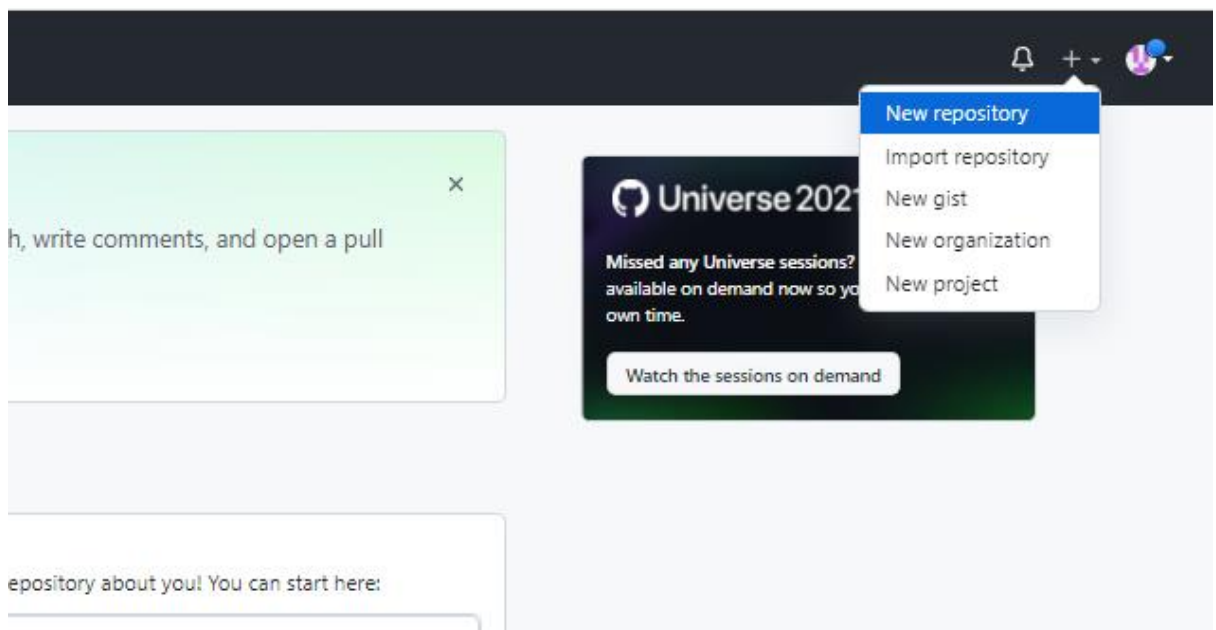 New repository
Import repository
New gist
New organization
New project
h, write comments, and open a pull
Universe 2021
Missed any Universe sessions?
available on demand now so yo
own time.
Watch the sessions on demand
epository about you! You can start here: